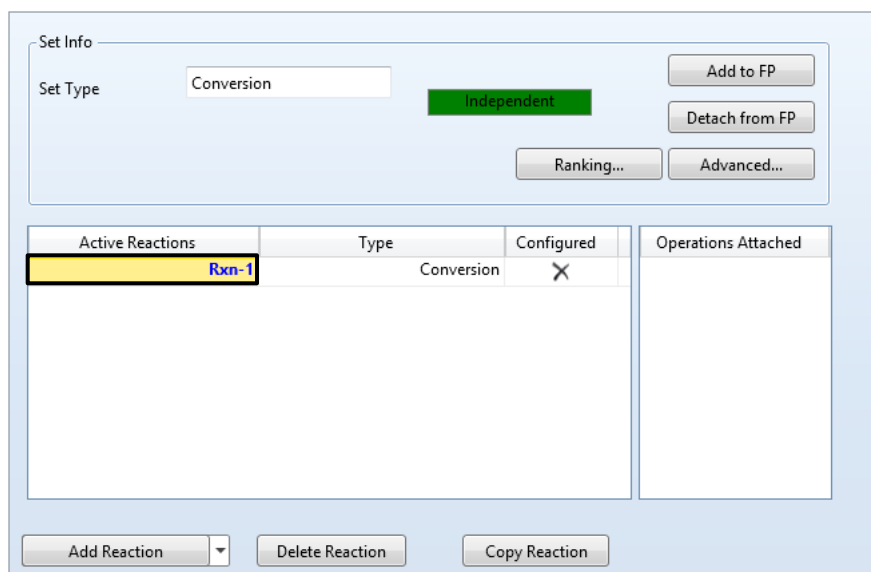 Set Info
Set Type
Conversion
Independent
Add to FP
Detach from FP
Ranking...
Advanced...
Active Reactions Type Configured
Rxn-1 Conversion
Operations Attached
Add Reaction Delete Reaction Copy Reaction